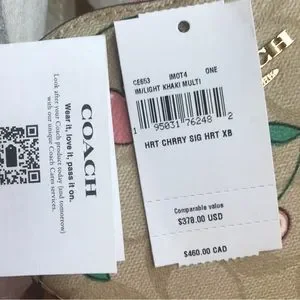 COACH
Wear it, love it, pass it on.
Look after your Coach product today (and tomorrow)
with our unique Coach Care services.
CE653 IMOT4 ONE
IM/LIGHT KHAKI MULTI
1 95031 76248 2
HRT CHRRY SIG HRT XB
Comparable value
$378.00 USD
$460.00 CAD
CH